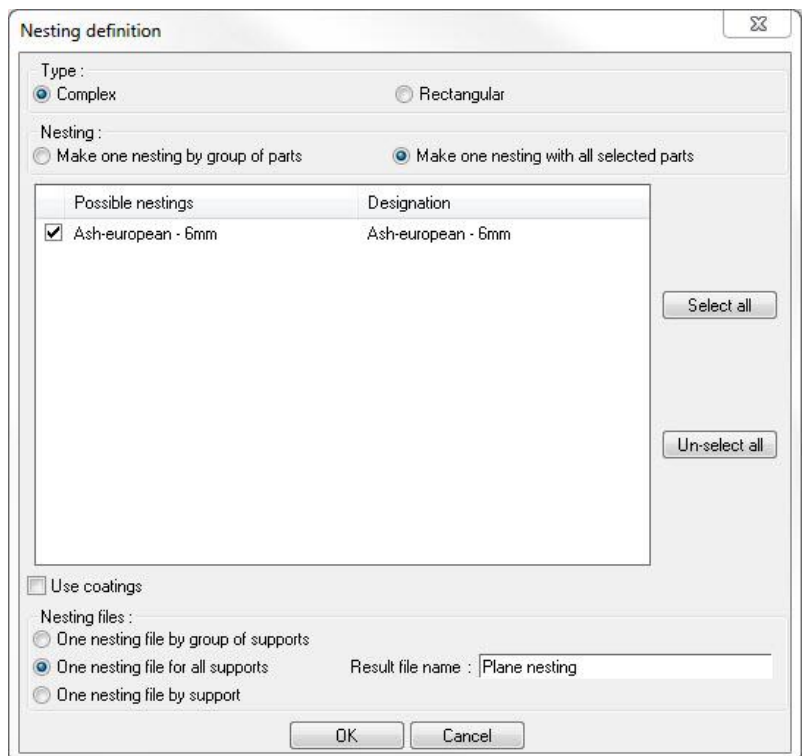 Nesting definition
Type :
Complex Rectangular
Nesting :
Make one nesting by group of parts Make one nesting with all selected parts
Possible nestings Designation
Ash-european - 6mm Ash-european - 6mm
Select all
Un-select all
Use coatings
Nesting files :
One nesting file by group of supports
One nesting file for all supports Result file name : Plane nesting
One nesting file by support
OK Cancel